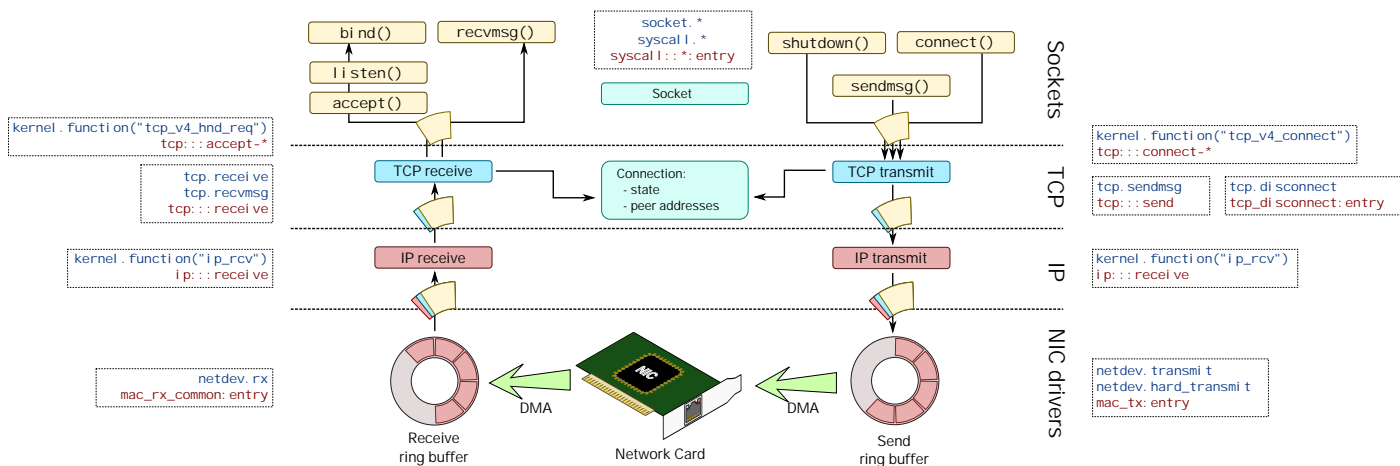 bind()
recvmsg()
listen()
accept()
socket.*
syscall.*
syscall::*:entry
Socket
shutdown()
connect()
sendmsg()
Sockets
kernel.function("tcp_v4_hnd_req")
tcp:::accept-*
kernel.function("tcp_v4_connect")
tcp:::connect-*
tcp.receive
tcp.recvmsg
tcp:::receive
TCP receive
Connection:
- state
- peer addresses
TCP transmit
TCP
tcp.sendmsg
tcp:::send
tcp.disconnect
tcp_disconnect:entry
kernel.function("ip_rcv")
ip:::receive
IP receive
IP transmit
IP
kernel.function("ip_rcv")
ip:::receive
netdev.rx
mac_rx_common:entry
DMA
NIC
DMA
NIC drivers
netdev.transmit
netdev.hard_transmit
mac_tx:entry
Receive
ring buffer
Network Card
Send
ring buffer